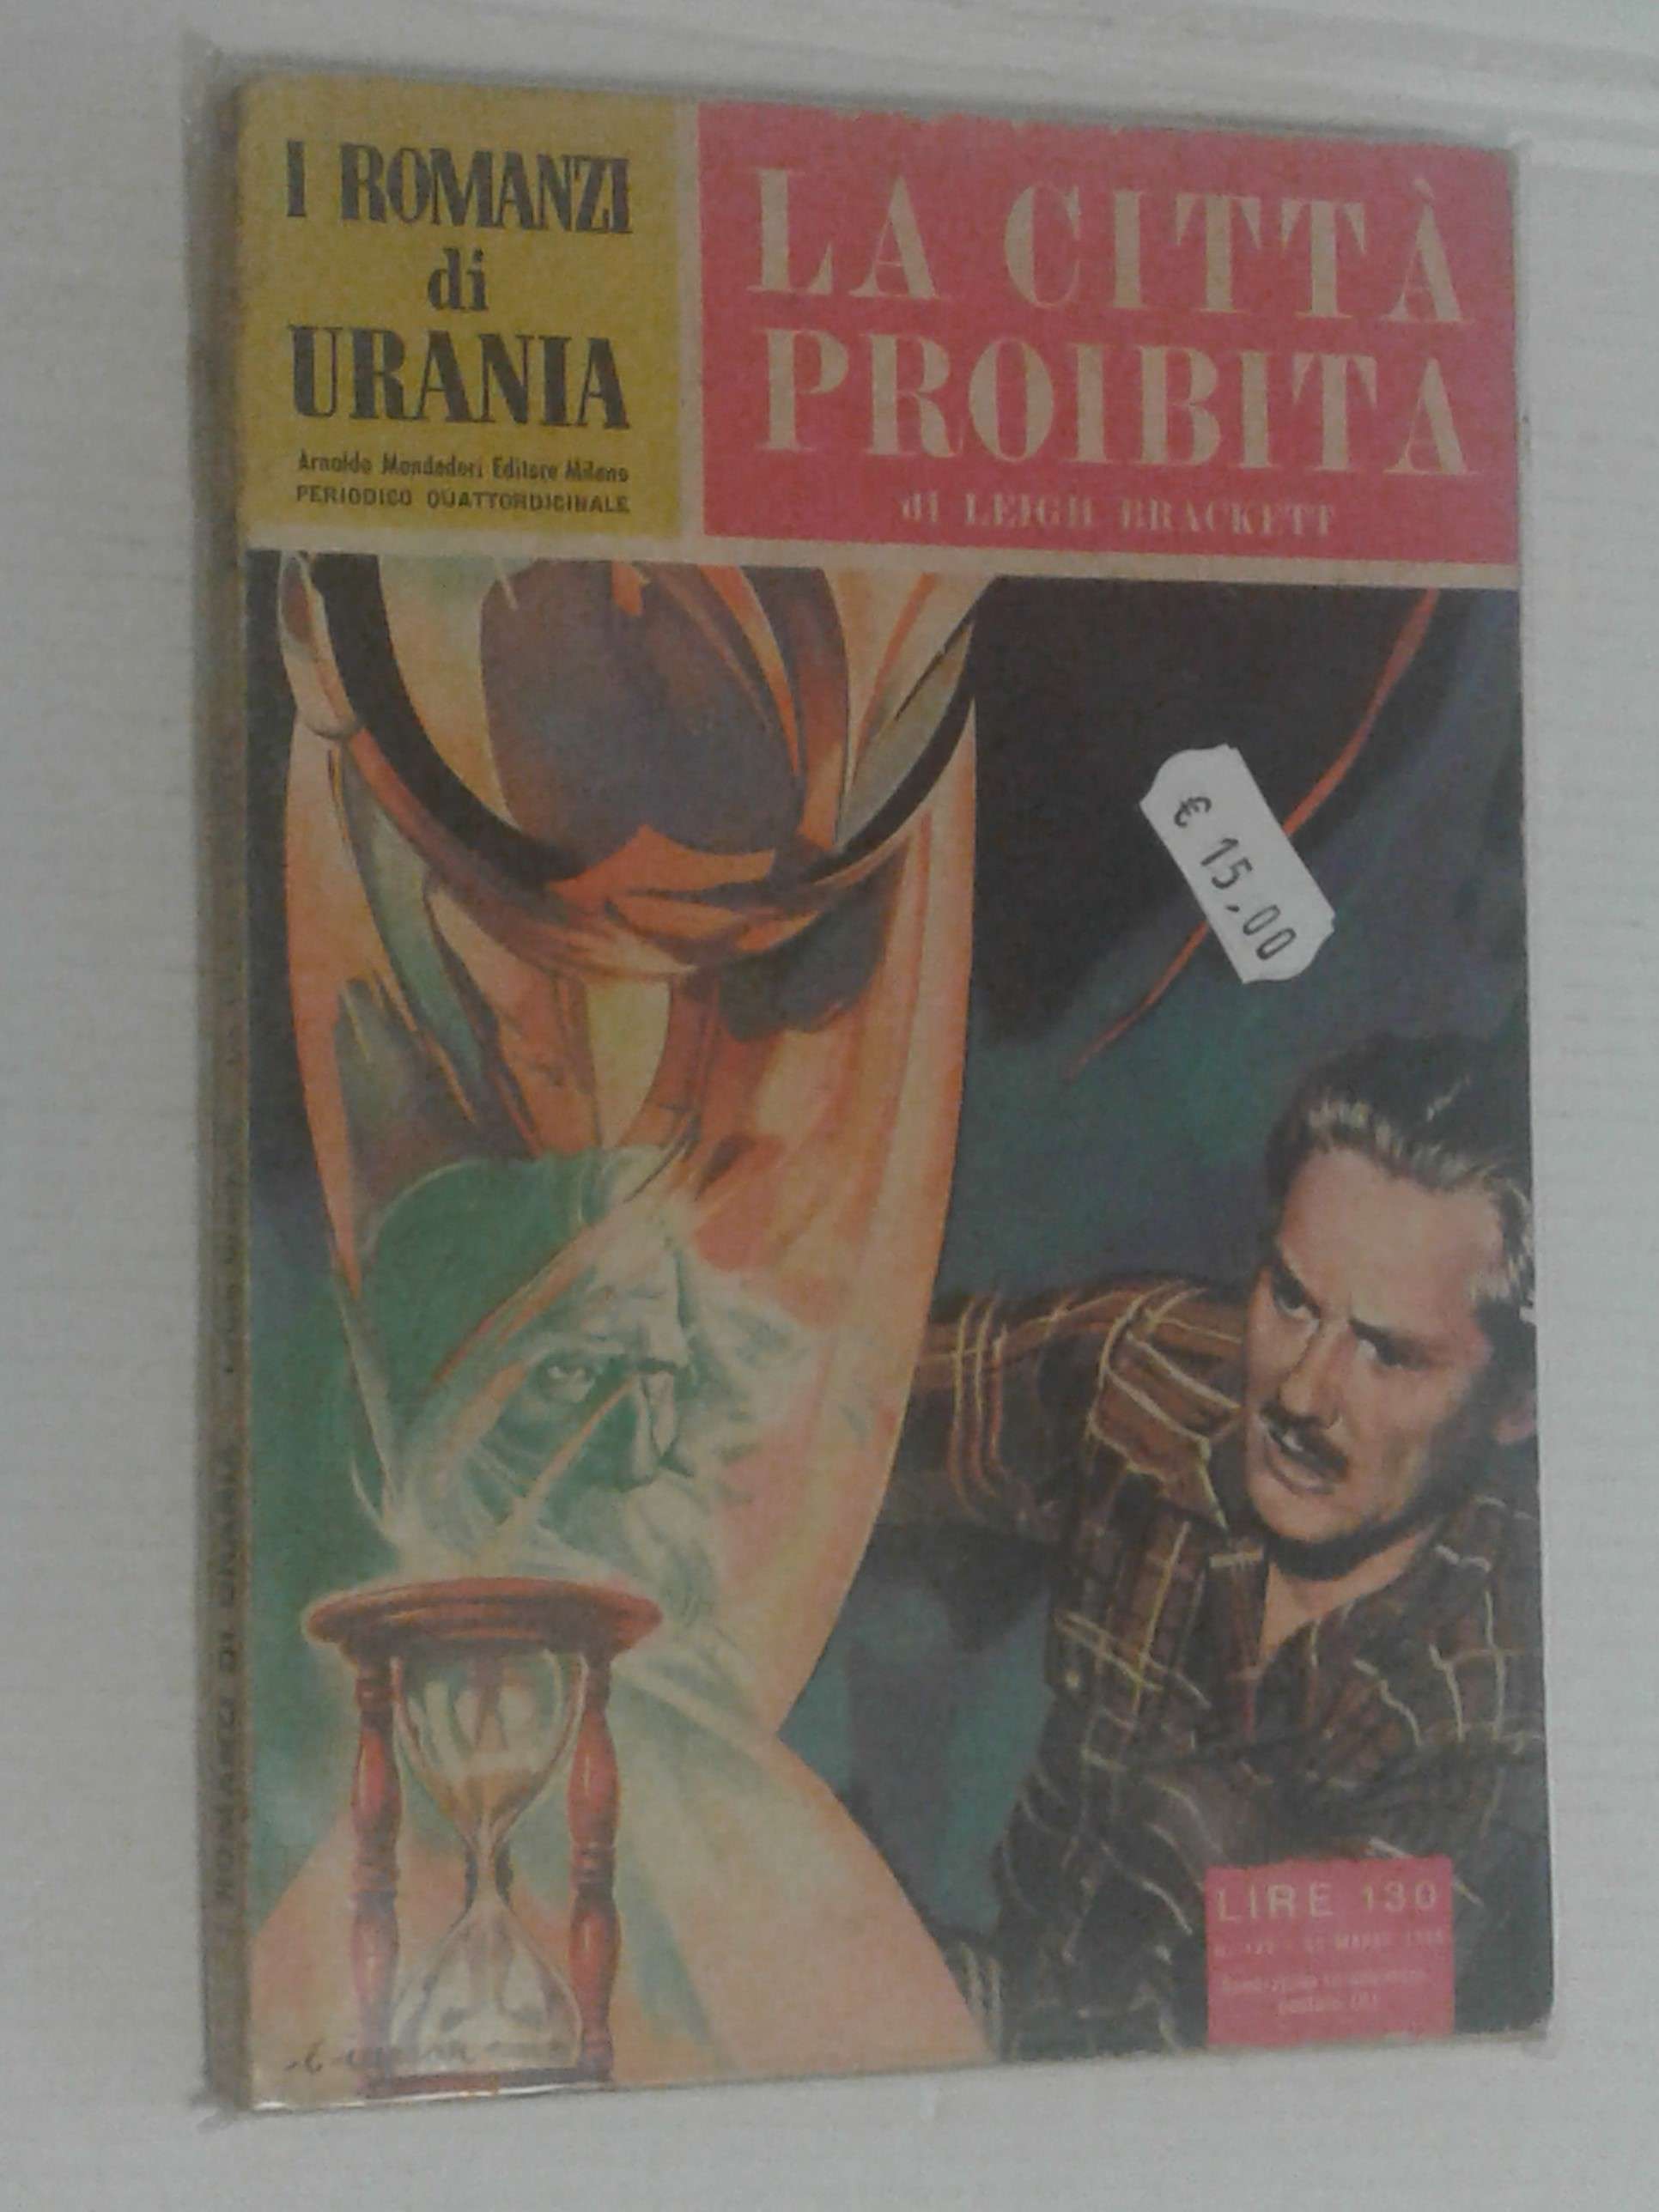 I ROMANZI
di
URANIA
Arnoldo Mondadori Editore Milano
PERIODICO QUATTORDICINALE
LA CITTÀ
PROIBITA
di LEIGH BRACKETT
€ 15,00
LIRE 130